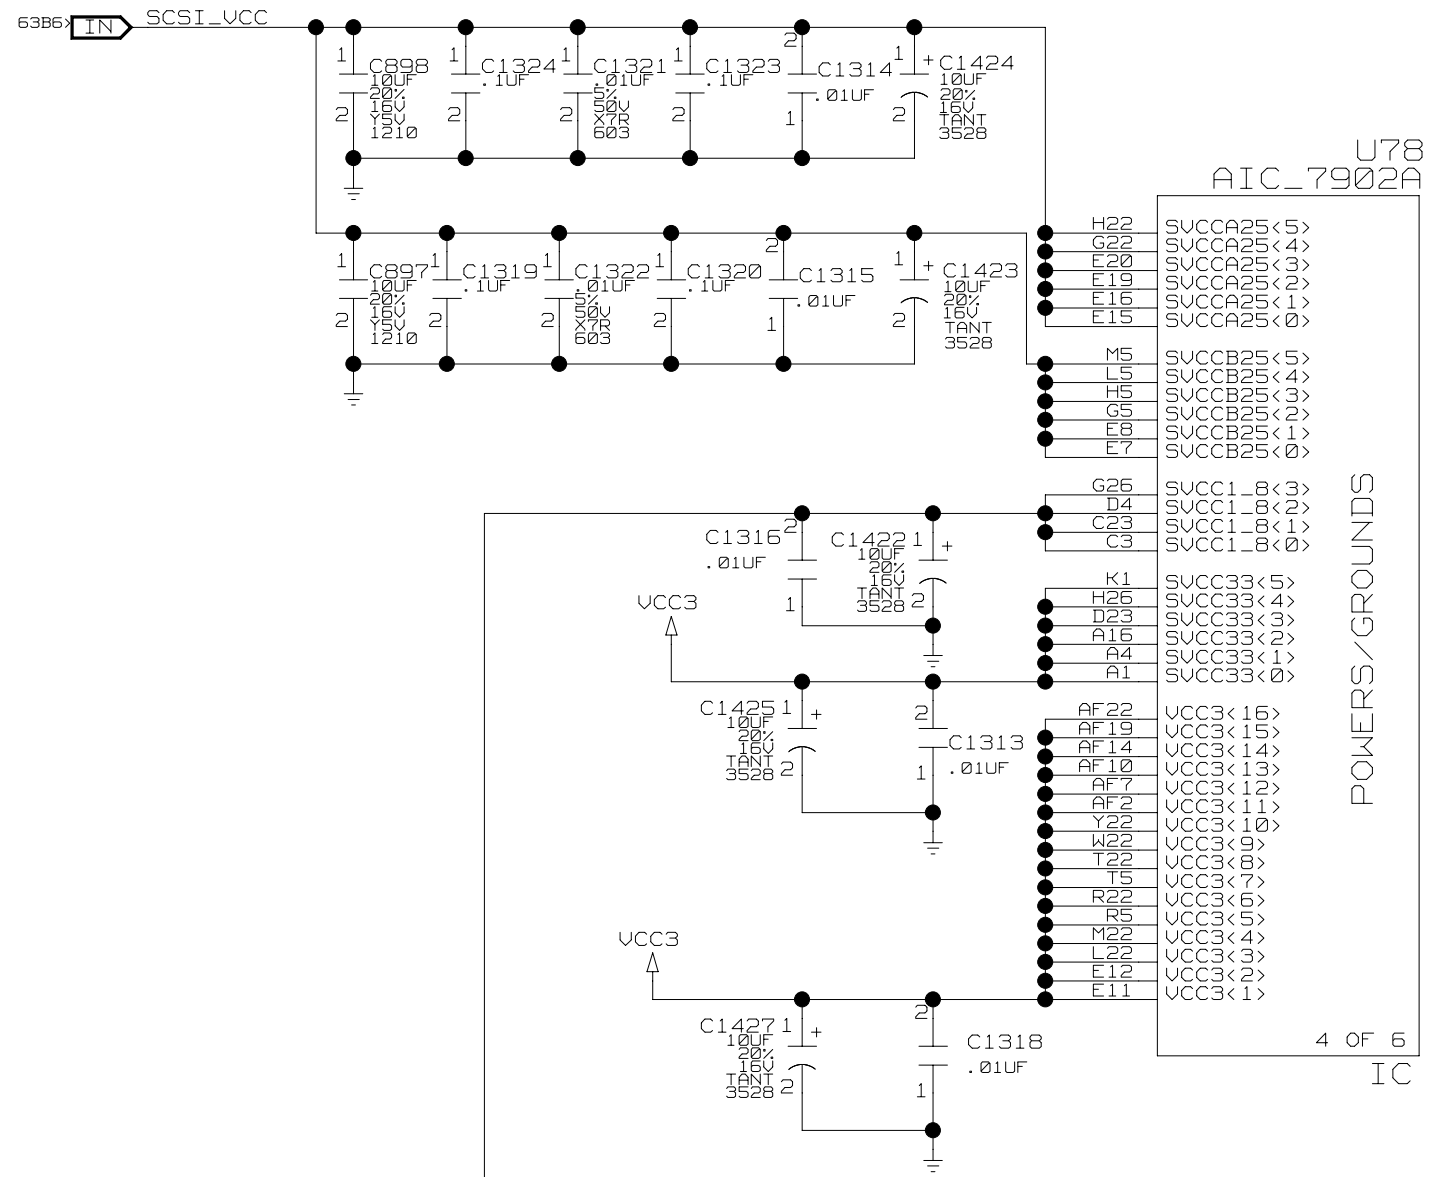 63B6> IN SCSI_VCC
1 C898 10UF 20% 16V Y5V 1210 2
1 C1324 .1UF 2
1 C1321 .01UF 5% 50V X7R 603 2
1 C1323 .1UF 2
2 C1314 .01UF 1
1 + C1424 10UF 20% 16V TANT 3528 2
1 C897 10UF 20% 16V Y5V 1210 2
1 C1319 .1UF 2
1 C1322 .01UF 5% 50V X7R 603 2
1 C1320 .1UF 2
2 C1315 .01UF 1
1 + C1423 10UF 20% 16V TANT 3528 2
U78
AIC_7902A
H22 SVCCA25<5>
G22 SVCCA25<4>
E20 SVCCA25<3>
E19 SVCCA25<2>
E16 SVCCA25<1>
E15 SVCCA25<0>
M5 SVCCB25<5>
L5 SVCCB25<4>
H5 SVCCB25<3>
G5 SVCCB25<2>
E8 SVCCB25<1>
E7 SVCCB25<0>
G26 SVCC1_8<3>
D4 SVCC1_8<2>
C23 SVCC1_8<1>
C3 SVCC1_8<0>
2 C1316 .01UF 1
C1422 1 + 10UF 20% 16V TANT 3528 2
K1 SVCC33<5>
H26 SVCC33<4>
D23 SVCC33<3>
A16 SVCC33<2>
A4 SVCC33<1>
A1 SVCC33<0>
VCC3
C1425 1 + 10UF 20% 16V TANT 3528 2
2 C1313 .01UF 1
AF22 VCC3<16>
AF19 VCC3<15>
AF14 VCC3<14>
AF10 VCC3<13>
AF7 VCC3<12>
AF2 VCC3<11>
Y22 VCC3<10>
W22 VCC3<9>
T22 VCC3<8>
T5 VCC3<7>
R22 VCC3<6>
R5 VCC3<5>
M22 VCC3<4>
L22 VCC3<3>
E12 VCC3<2>
E11 VCC3<1>
VCC3
C1427 1 + 10UF 20% 16V TANT 3528 2
2 C1318 .01UF 1
POWERS/GROUNDS
4 OF 6
IC